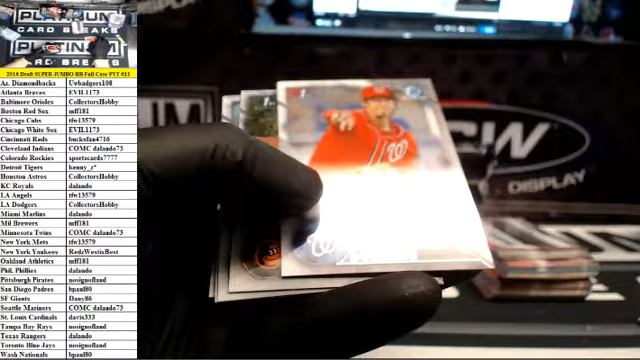 PLATINUM
CARD BREAKS
PLATINUM
CARD BREAKS
2016 Draft SUPER JUMBO BB Full Case PYT #11
Az. Diamondbacks Uwbadgers108
Atlanta Braves EVIL1173
Baltimore Orioles CollectorsHobby
Boston Red Sox mff181
Chicago Cubs tfw13579
Chicago White Sox EVIL1173
Cincinnati Reds bucksdad4716
Cleveland Indians COMC dalando73
Colorado Rockies sportscards7777
Detroit Tigers kenny_r*
Houston Astros CollectorsHobby
KC Royals dalando
LA Angels tfw13579
LA Dodgers CollectorsHobby
Miami Marlins dalando
Mil Brewers mff181
Minnesota Twins COMC dalando73
New York Mets tfw13579
New York Yankees RedzWestisBest
Oakland Athletics mff181
Phil. Phillies dalando
Pittsburgh Pirates nosignofland
San Diego Padres bpaul80
SF Giants Dany86
Seattle Mariners COMC dalando73
St. Louis Cardinals davis333
Tampa Bay Rays nosignofland
Texas Rangers dalando
Toronto Blue Jays nosignofland
Wash Nationals bpaul80
W
W
DISPLAY